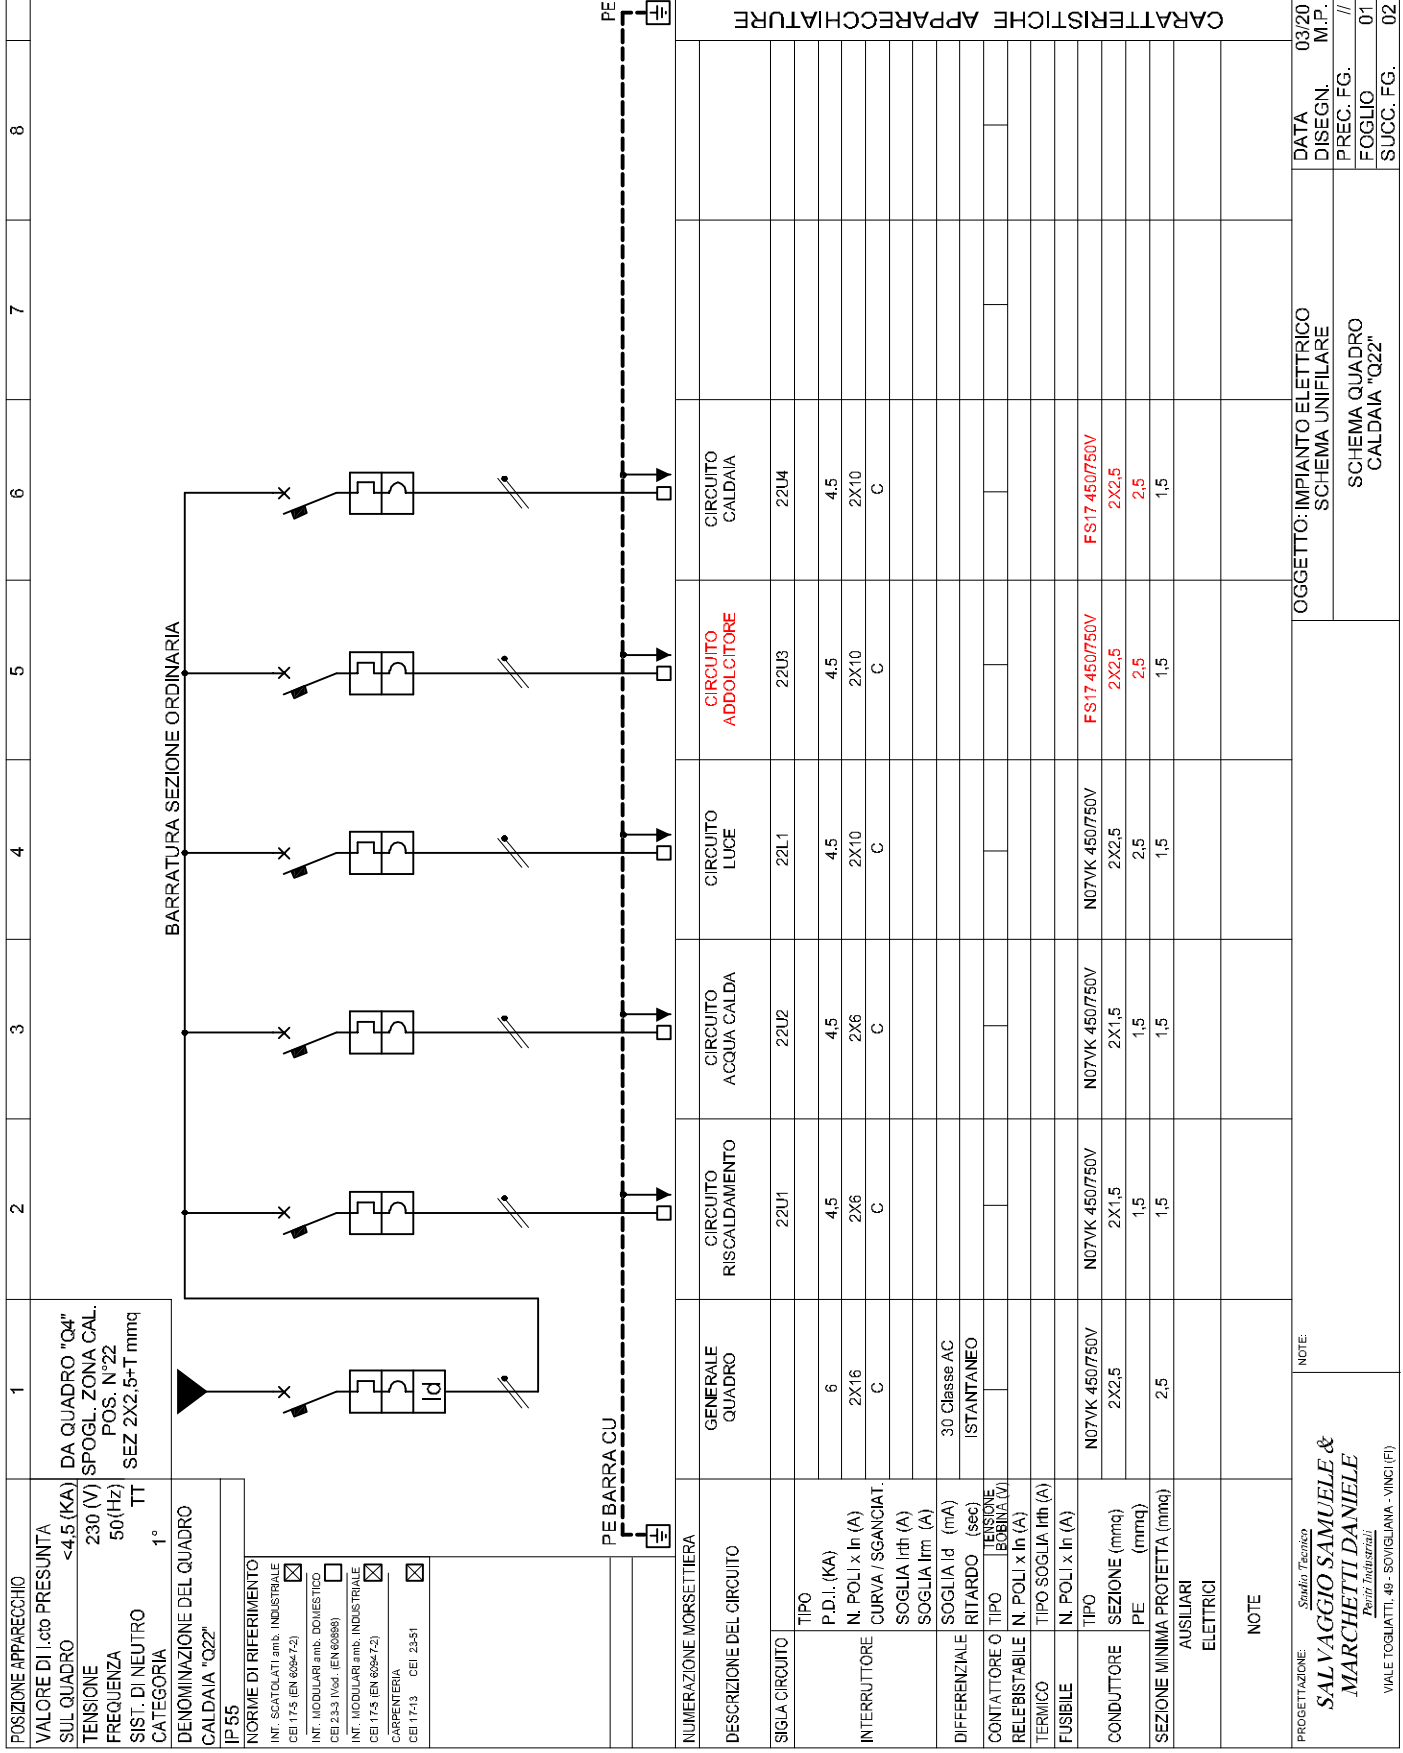 POSIZIONE APPARECCHIO 1 2 3 4 5 6 7 8
VALORE DI I.cto PRESUNTA
SUL QUADRO <4,5 (KA)
TENSIONE 230 (V)
FREQUENZA 50(Hz)
SIST. DI NEUTRO TT
CATEGORIA 1°
DA QUADRO "Q4"
SPOGL. ZONA CAL.
POS. N°22
SEZ 2X2,5+T mmq
DENOMINAZIONE DEL QUADRO
CALDAIA "Q22"
IP 55
NORME DI RIFERIMENTO
INT. SCATOLATI amb. INDUSTRIALE
CEI 17-5 (EN 60947-2)
INT. MODULARI amb. DOMESTICO
CEI 23-3 IVed. (EN 60898)
INT. MODULARI amb. INDUSTRIALE
CEI 17-5 (EN 60947-2)
CARPENTERIA
CEI 17-13 CEI 23-51
BARRATURA SEZIONE ORDINARIA
Id
PE BARRA CU
PE
NUMERAZIONE MORSETTIERA
DESCRIZIONE DEL CIRCUITO
GENERALE
QUADRO
CIRCUITO
RISCALDAMENTO
CIRCUITO
ACQUA CALDA
CIRCUITO
LUCE
CIRCUITO
ADDOLCITORE
CIRCUITO
CALDAIA
SIGLA CIRCUITO 22U1 22U2 22L1 22U3 22U4
INTERRUTTORE
TIPO
P.D.I. (KA) 6 4,5 4,5 4.5 4.5 4.5
N. POLI x In (A) 2X16 2X6 2X6 2X10 2X10 2X10
CURVA / SGANCIAT. C C C C C C
SOGLIA Irth (A)
SOGLIA Irm (A)
DIFFERENZIALE
SOGLIA Id (mA) 30 Classe AC
RITARDO (sec) ISTANTANEO
CONTATTORE O TIPO TENSIONE BOBINA (V)
RELE'BISTABILE N. POLI x In (A)
TERMICO TIPO SOGLIA Irth (A)
FUSIBILE N. POLI x In (A)
CONDUTTORE
TIPO N07VK 450/750V N07VK 450/750V N07VK 450/750V N07VK 450/750V FS17 450/750V FS17 450/750V
SEZIONE (mmq) 2X2,5 2X1,5 2X1,5 2X2,5 2X2,5 2X2,5
PE (mmq) 1,5 1,5 2,5 2,5 2,5
SEZIONE MINIMA PROTETTA (mmq) 2,5 1,5 1,5 1,5 1,5 1,5
AUSILIARI
ELETTRICI
NOTE
CARATTERISTICHE APPARECCHIATURE
PROGETTAZIONE:
Studio Tecnico
SALVAGGIO SAMUELE &
MARCHETTI DANIELE
Periti Industriali
VIALE TOGLIATTI, 49 - SOVIGLIANA - VINCI (FI)
NOTE:
OGGETTO: IMPIANTO ELETTRICO
SCHEMA UNIFILARE
SCHEMA QUADRO
CALDAIA "Q22"
DATA 03/20
DISEGN. M.P.
PREC. FG. //
FOGLIO 01
SUCC. FG. 02